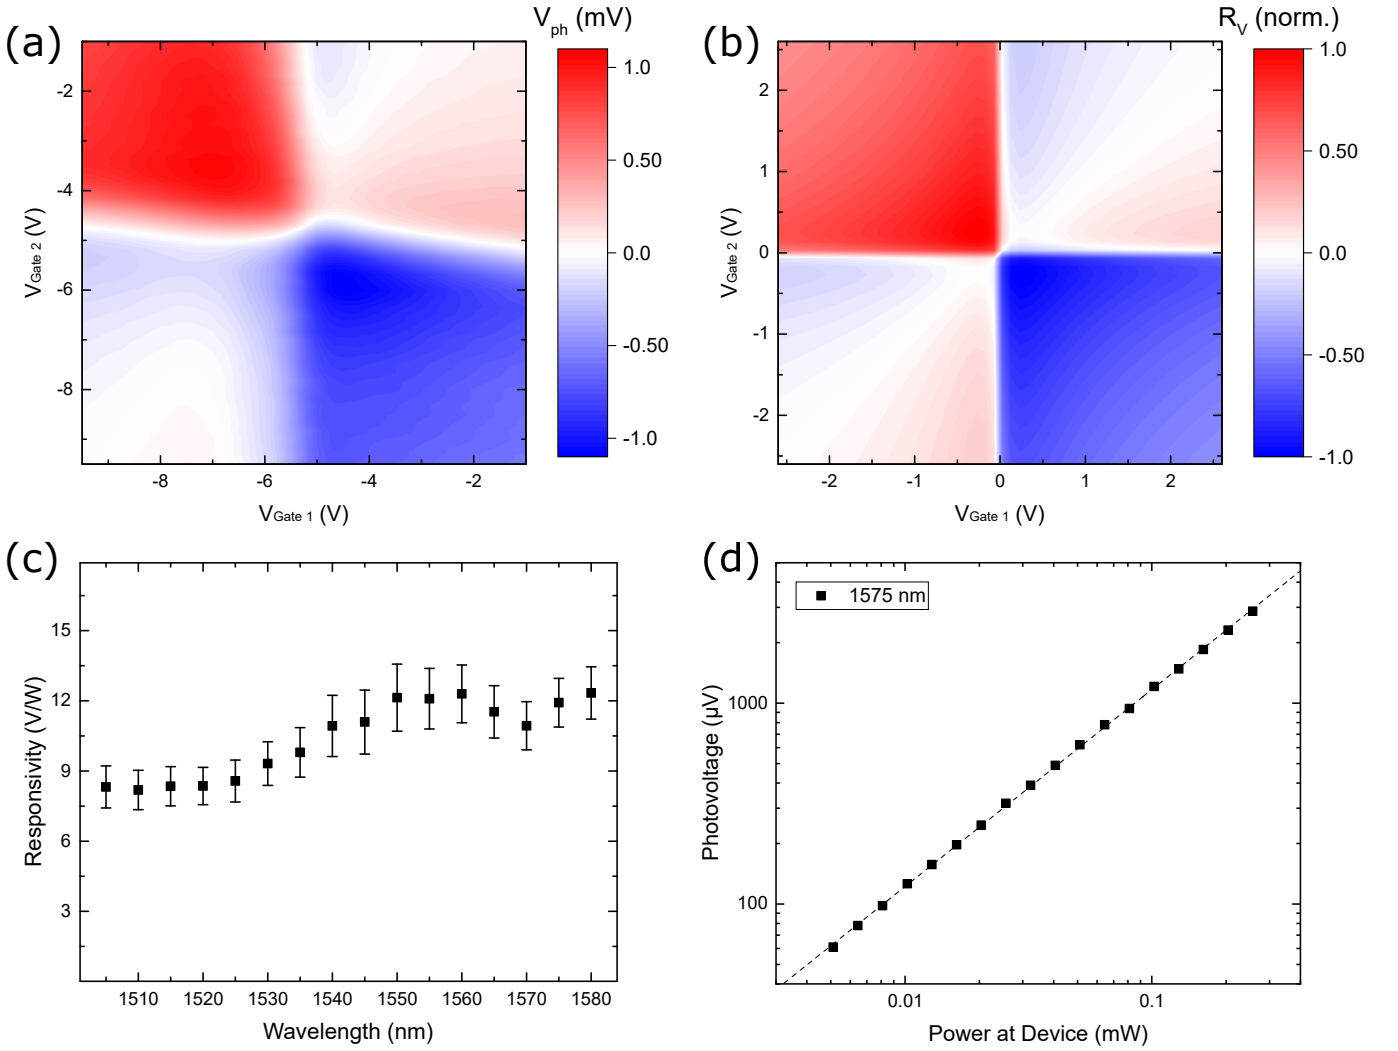 (a)
V_ph (mV)
1.0
0.50
0.0
-0.50
-1.0
-2
-4
-6
-8
V_Gate 2 (V)
-8 -6 -4 -2
V_Gate 1 (V)
(b)
R_V (norm.)
1.0
0.50
0.0
-0.50
-1.0
2
1
0
-1
-2
V_Gate 2 (V)
-2 -1 0 1 2
V_Gate 1 (V)
(c)
15
12
9
6
3
Responsivity (V/W)
1510 1520 1530 1540 1550 1560 1570 1580
Wavelength (nm)
(d)
1575 nm
1000
100
Photovoltage (µV)
0.01 0.1
Power at Device (mW)